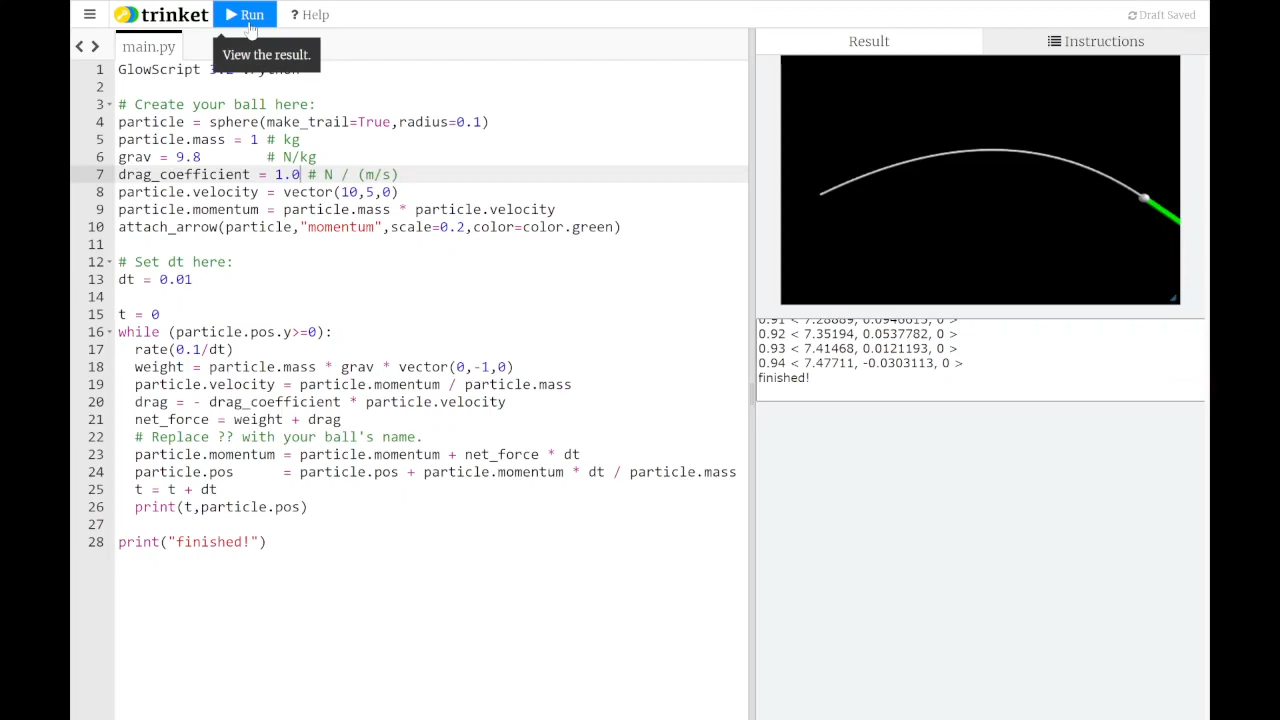 trinket
Run
? Help
Draft Saved
View the result.
main.py
Result
Instructions
1 GlowScript
2
3 # Create your ball here:
4 particle = sphere(make_trail=True,radius=0.1)
5 particle.mass = 1 # kg
6 grav = 9.8        # N/kg
7 drag_coefficient = 1.0 # N / (m/s)
8 particle.velocity = vector(10,5,0)
9 particle.momentum = particle.mass * particle.velocity
10 attach_arrow(particle,"momentum",scale=0.2,color=color.green)
11
12 # Set dt here:
13 dt = 0.01
14
15 t = 0
16 while (particle.pos.y>=0):
17   rate(0.1/dt)
18   weight = particle.mass * grav * vector(0,-1,0)
19   particle.velocity = particle.momentum / particle.mass
20   drag = - drag_coefficient * particle.velocity
21   net_force = weight + drag
22   # Replace ?? with your ball's name.
23   particle.momentum = particle.momentum + net_force * dt
24   particle.pos      = particle.pos + particle.momentum * dt / particle.mass
25   t = t + dt
26   print(t,particle.pos)
27
28 print("finished!")
0.91 < 7.28889, 0.0946615, 0 >
0.92 < 7.35194, 0.0537782, 0 >
0.93 < 7.41468, 0.0121193, 0 >
0.94 < 7.47711, -0.0303113, 0 >
finished!